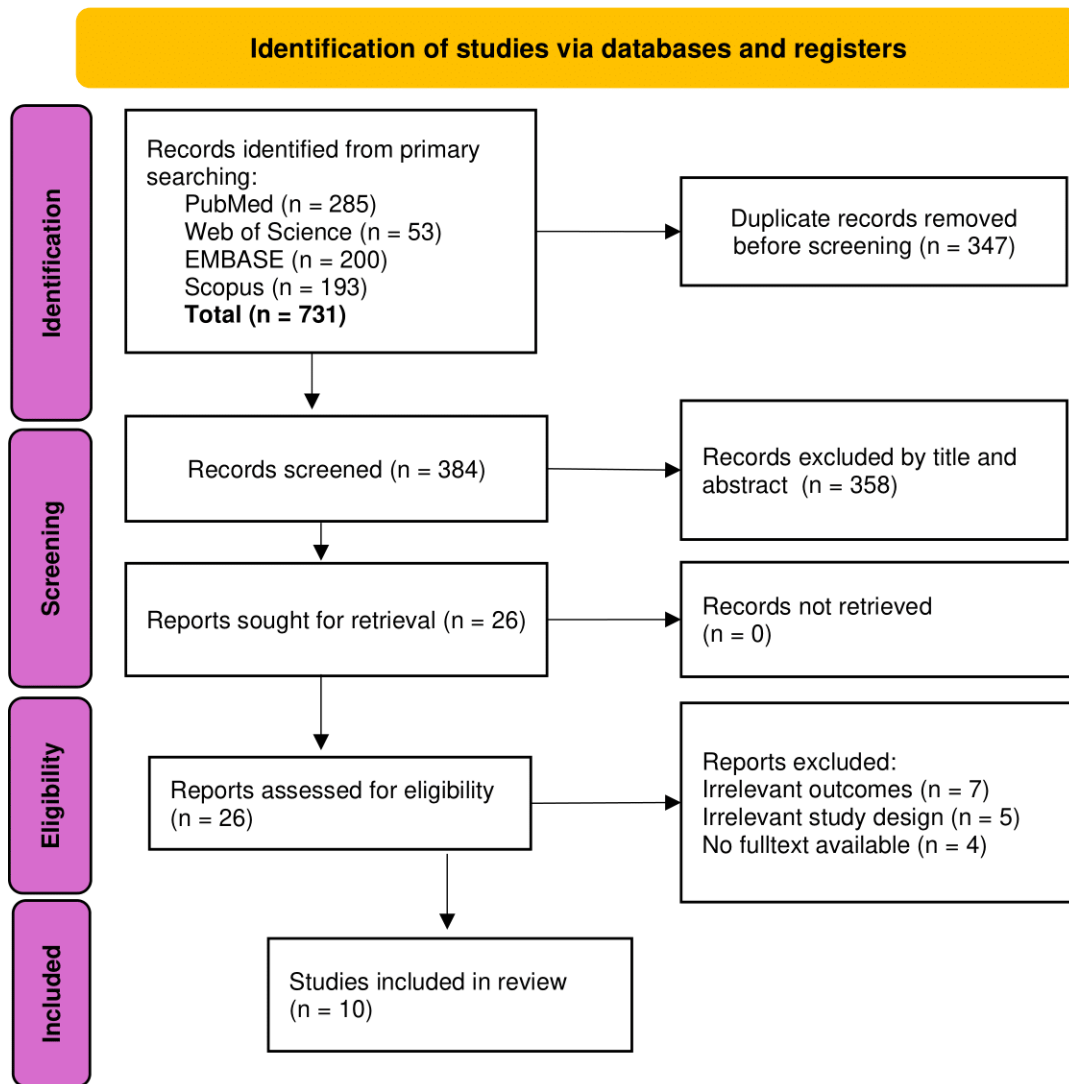 Identification of studies via databases and registers
Identification
Records identified from primary
searching:
PubMed (n = 285)
Web of Science (n = 53)
EMBASE (n = 200)
Scopus (n = 193)
Total (n = 731)
Duplicate records removed
before screening (n = 347)
Screening
Records screened (n = 384)
Records excluded by title and
abstract  (n = 358)
Reports sought for retrieval (n = 26)
Records not retrieved
(n = 0)
Eligibility
Reports assessed for eligibility
(n = 26)
Reports excluded:
Irrelevant outcomes (n = 7)
Irrelevant study design (n = 5)
No fulltext available (n = 4)
Included
Studies included in review
(n = 10)